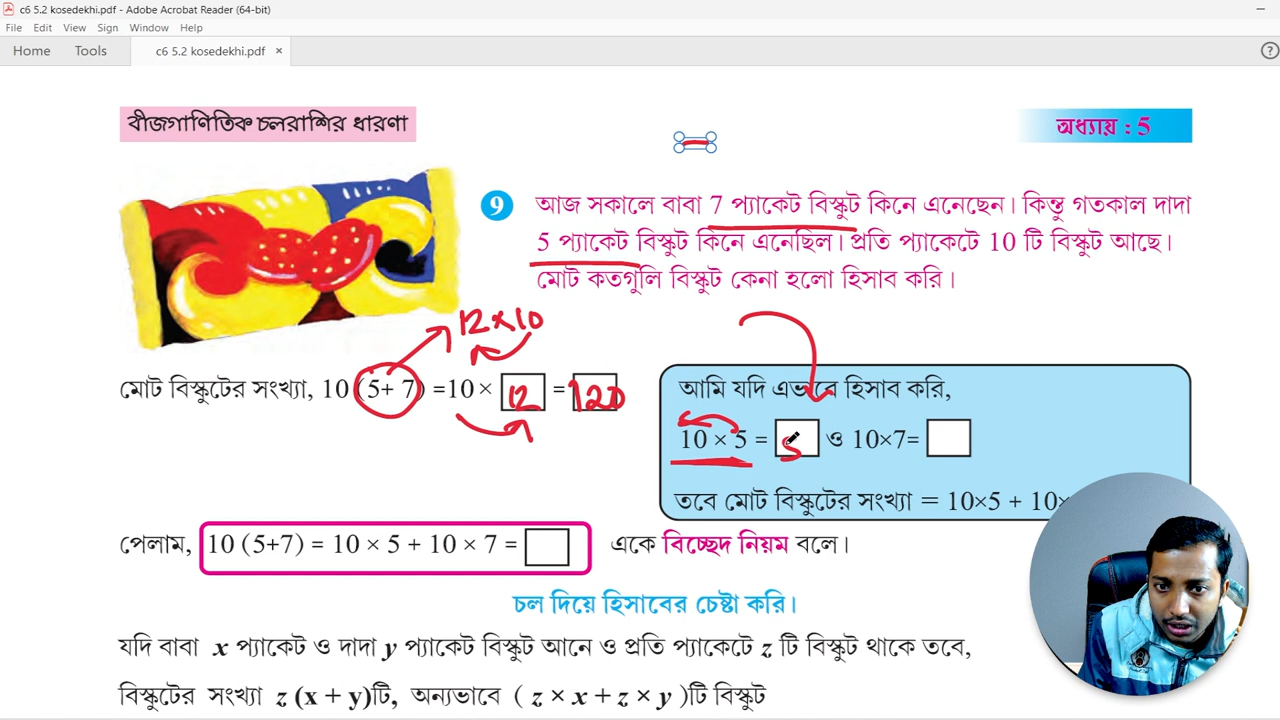 c6 5.2 kosedekhi.pdf - Adobe Acrobat Reader (64-bit)
File Edit View Sign Window Help
Home Tools c6 5.2 kosedekhi.pdf ×
বীজগাণিতিক চলরাশির ধারণা
অধ্যায় : 5
9 আজ সকালে বাবা 7 প্যাকেট বিস্কুট কিনে এনেছেন। কিন্তু গতকাল দাদা
5 প্যাকেট বিস্কুট কিনে এনেছিল। প্রতি প্যাকেটে 10 টি বিস্কুট আছে।
মোট কতগুলি বিস্কুট কেনা হলো হিসাব করি।
12×10
মোট বিস্কুটের সংখ্যা, 10 (5+ 7) =10 × 12 = 120
আমি যদি এভাবে হিসাব করি,
10 × 5 = 5 ও 10×7=
তবে মোট বিস্কুটের সংখ্যা = 10×5 + 10×
পেলাম, 10 (5+7) = 10 × 5 + 10 × 7 = একে বিচ্ছেদ নিয়ম বলে।
চল দিয়ে হিসাবের চেষ্টা করি।
যদি বাবা x প্যাকেট ও দাদা y প্যাকেট বিস্কুট আনে ও প্রতি প্যাকেটে z টি বিস্কুট থাকে তবে,
বিস্কুটের সংখ্যা z (x + y)টি, অন্যভাবে ( z × x + z × y )টি বিস্কুট